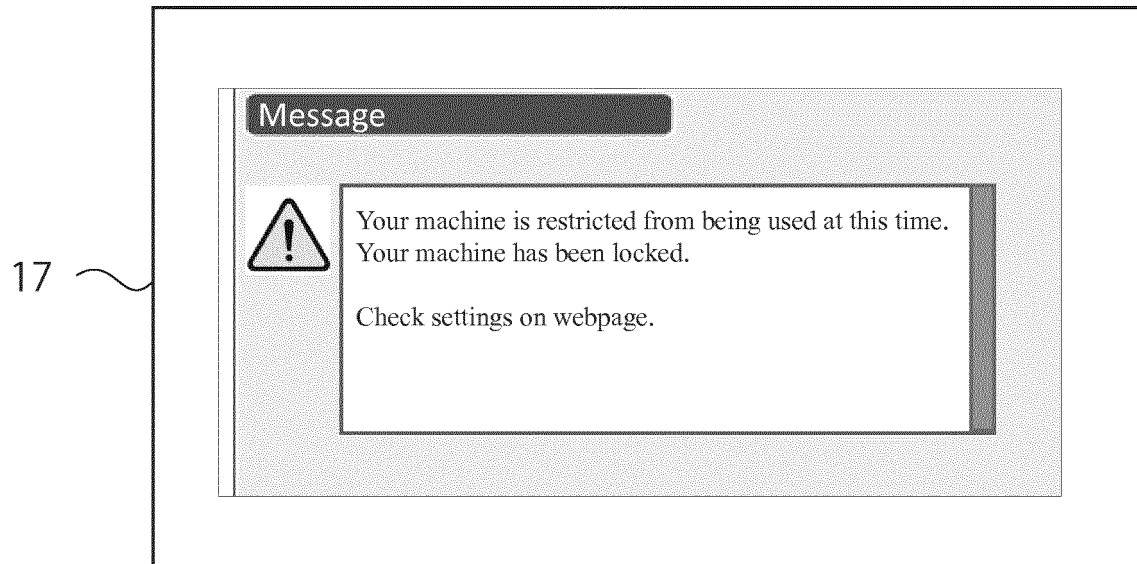 Message
Your machine is restricted from being used at this time.
Your machine has been locked.
Check settings on webpage.
17